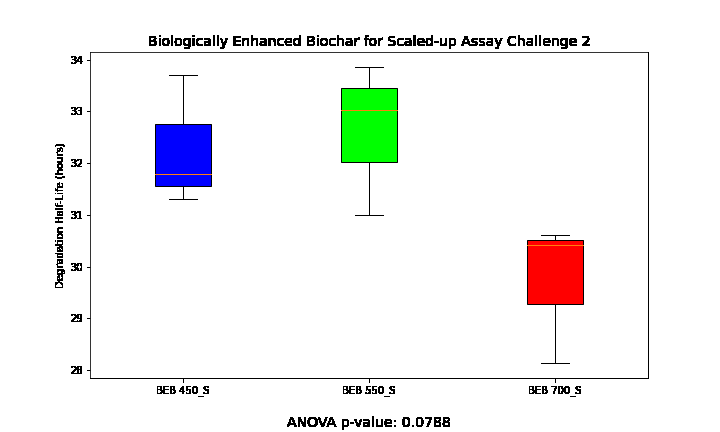 Biologically Enhanced Biochar for Scaled-up Assay Challenge 2
34
33
32
31
30
29
28
Degradation Half-Life (hours)
BEB 450_S
BEB 550_S
BEB 700_S
ANOVA p-value: 0.0788